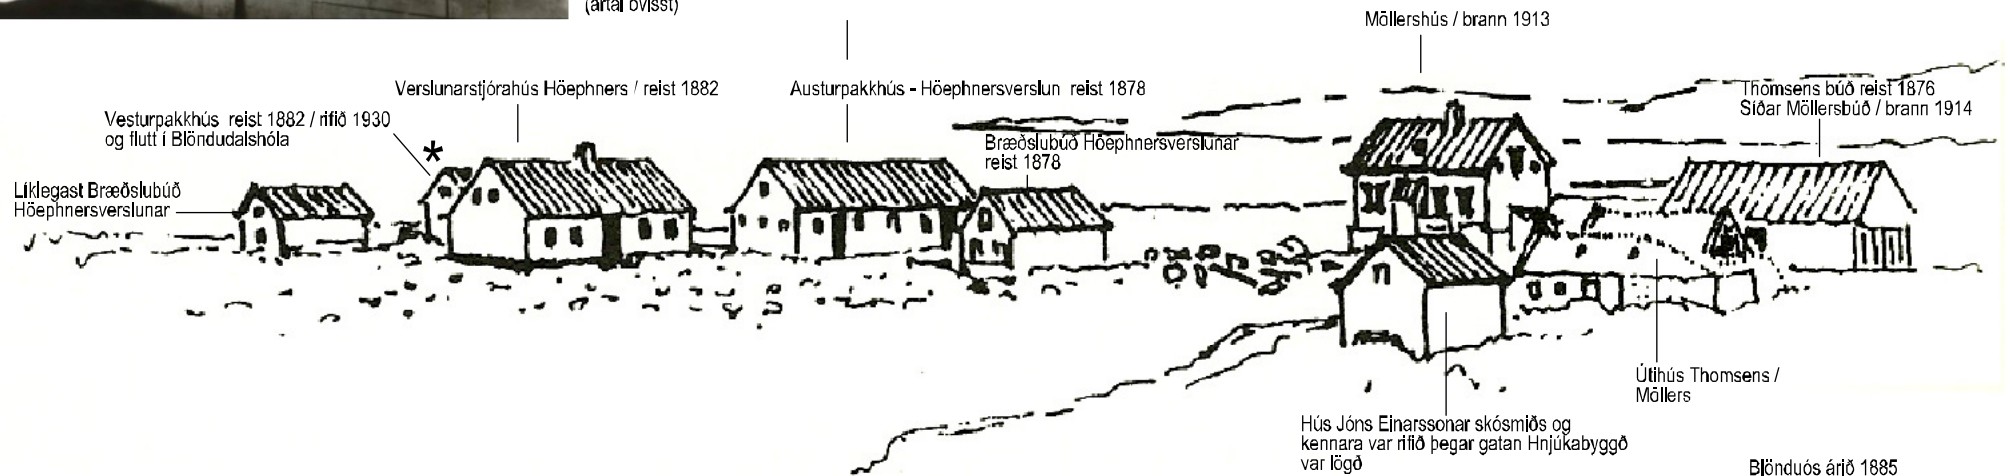 (ártal óvisst)
Möllershús / brann 1913
Verslunarstjórahús Höephners / reist 1882
Austurpakkhús - Höephnersverslun reist 1878
Thomsens búð reist 1876
Síðar Möllersbúð / brann 1914
Vesturpakkhús reist 1882 / rifið 1930
og flutt í Blöndudalshóla
*
Bræðslubúð Höephnersverslunar
reist 1878
Líklegast Bræðslubúð
Höephnersverslunar
Útihús Thomsens /
Möllers
Hús Jóns Einarssonar skósmiðs og
kennara var rifið þegar gatan Hnjúkabyggð
var lögð
Blönduós árið 1885